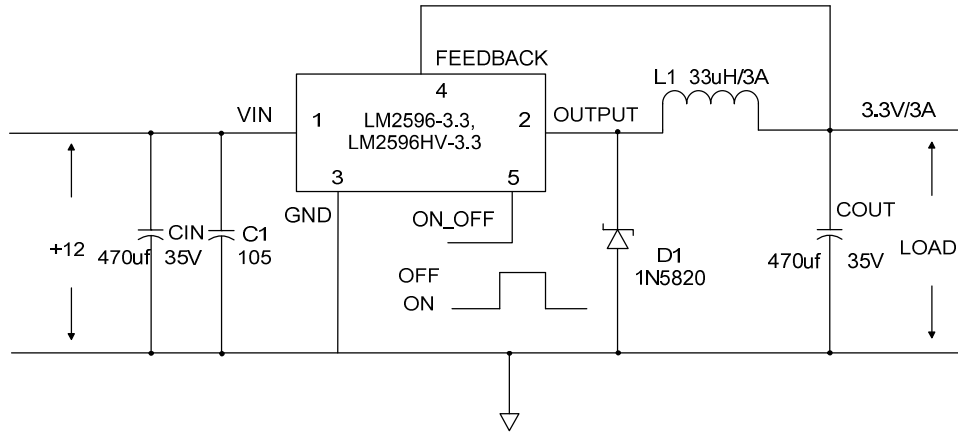 FEEDBACK
L1 33uH/3A
4
VIN
1
LM2596-3.3,
LM2596HV-3.3
2
OUTPUT
3.3V/3A
3
5
GND
ON_OFF
+12
CIN
470uf 35V
C1
105
OFF
ON
D1
1N5820
COUT
470uf 35V
LOAD